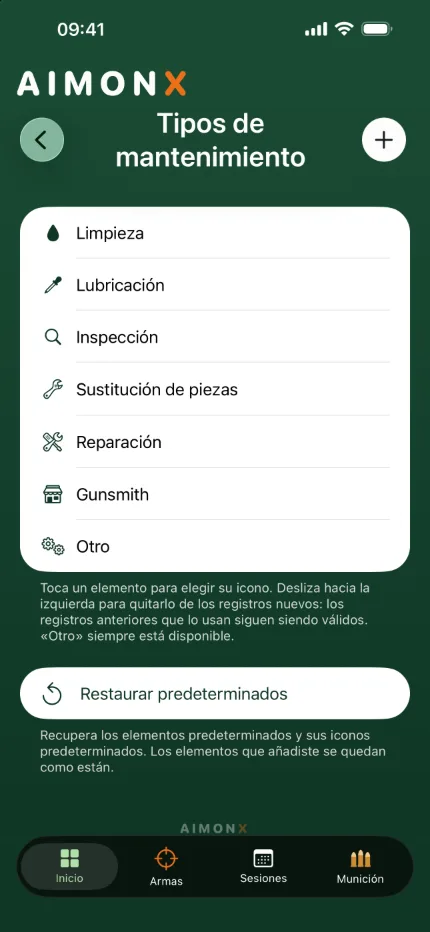 09:41
AIMONX
Tipos de
mantenimiento
Limpieza
Lubricación
Inspección
Sustitución de piezas
Reparación
Gunsmith
Otro
Toca un elemento para elegir su icono. Desliza hacia la
izquierda para quitarlo de los registros nuevos: los
registros anteriores que lo usan siguen siendo válidos.
«Otro» siempre está disponible.
Restaurar predeterminados
Recupera los elementos predeterminados y sus iconos
predeterminados. Los elementos que añadiste se quedan
como están.
AIMONX
Inicio
Armas
Sesiones
Munición